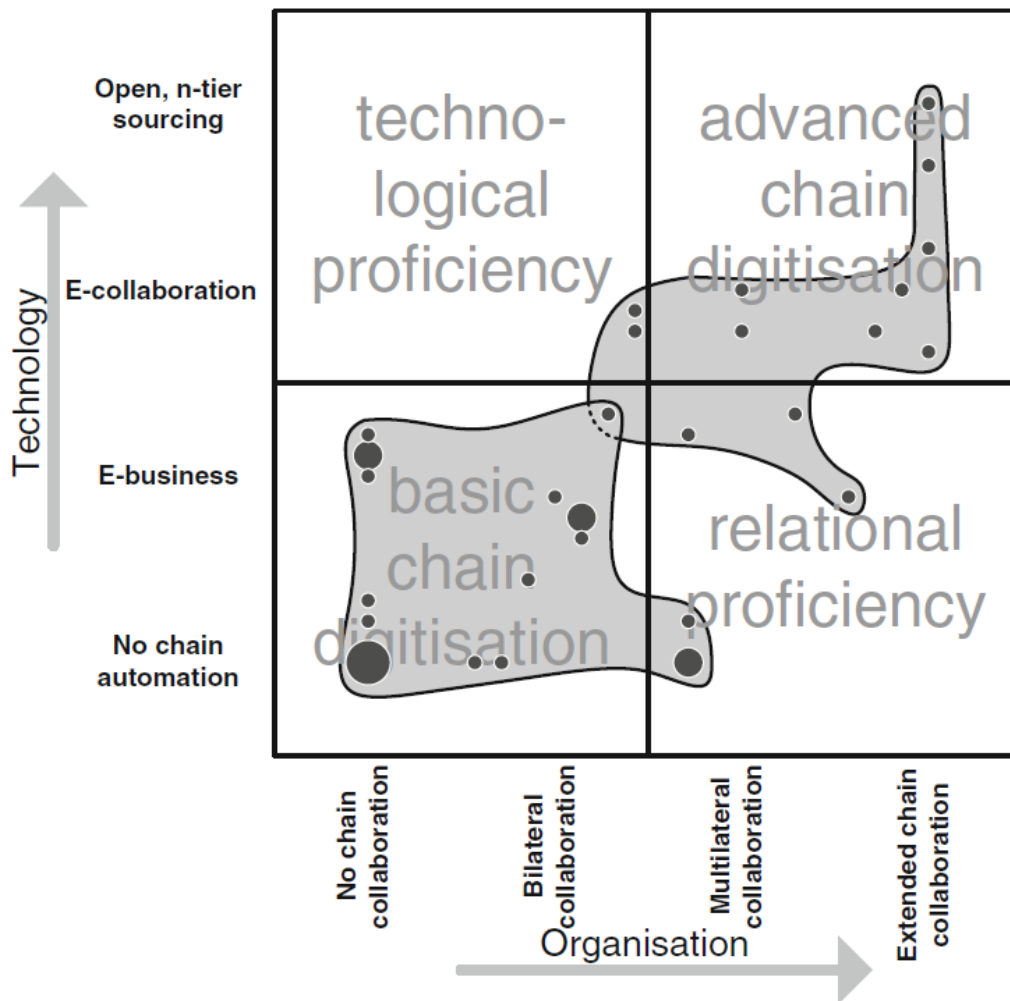 Open, n-tier
sourcing
techno-
logical
proficiency
advanced
chain
digitisation
E-collaboration
Technology
E-business
basic
chain
digitisation
relational
proficiency
No chain
automation
No chain
collaboration
Bilateral
collaboration
Multilateral
collaboration
Extended chain
collaboration
Organisation